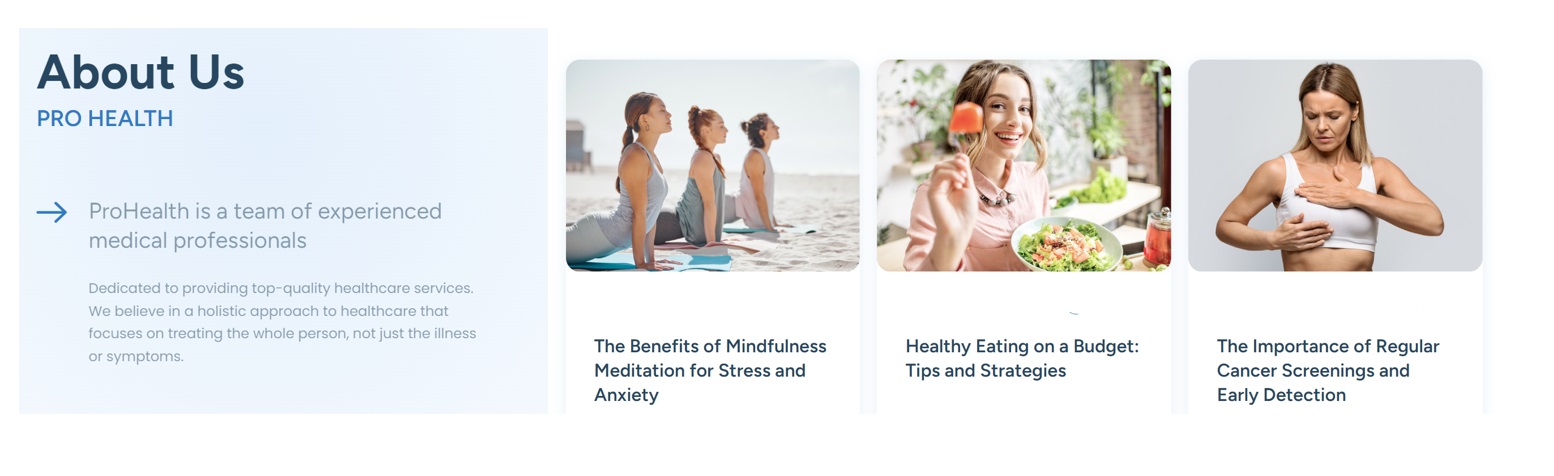 About Us
PRO HEALTH
ProHealth is a team of experienced
medical professionals
Dedicated to providing top-quality healthcare services.
We believe in a holistic approach to healthcare that
focuses on treating the whole person, not just the illness
or symptoms.
The Benefits of Mindfulness
Meditation for Stress and
Anxiety
Healthy Eating on a Budget:
Tips and Strategies
The Importance of Regular
Cancer Screenings and
Early Detection